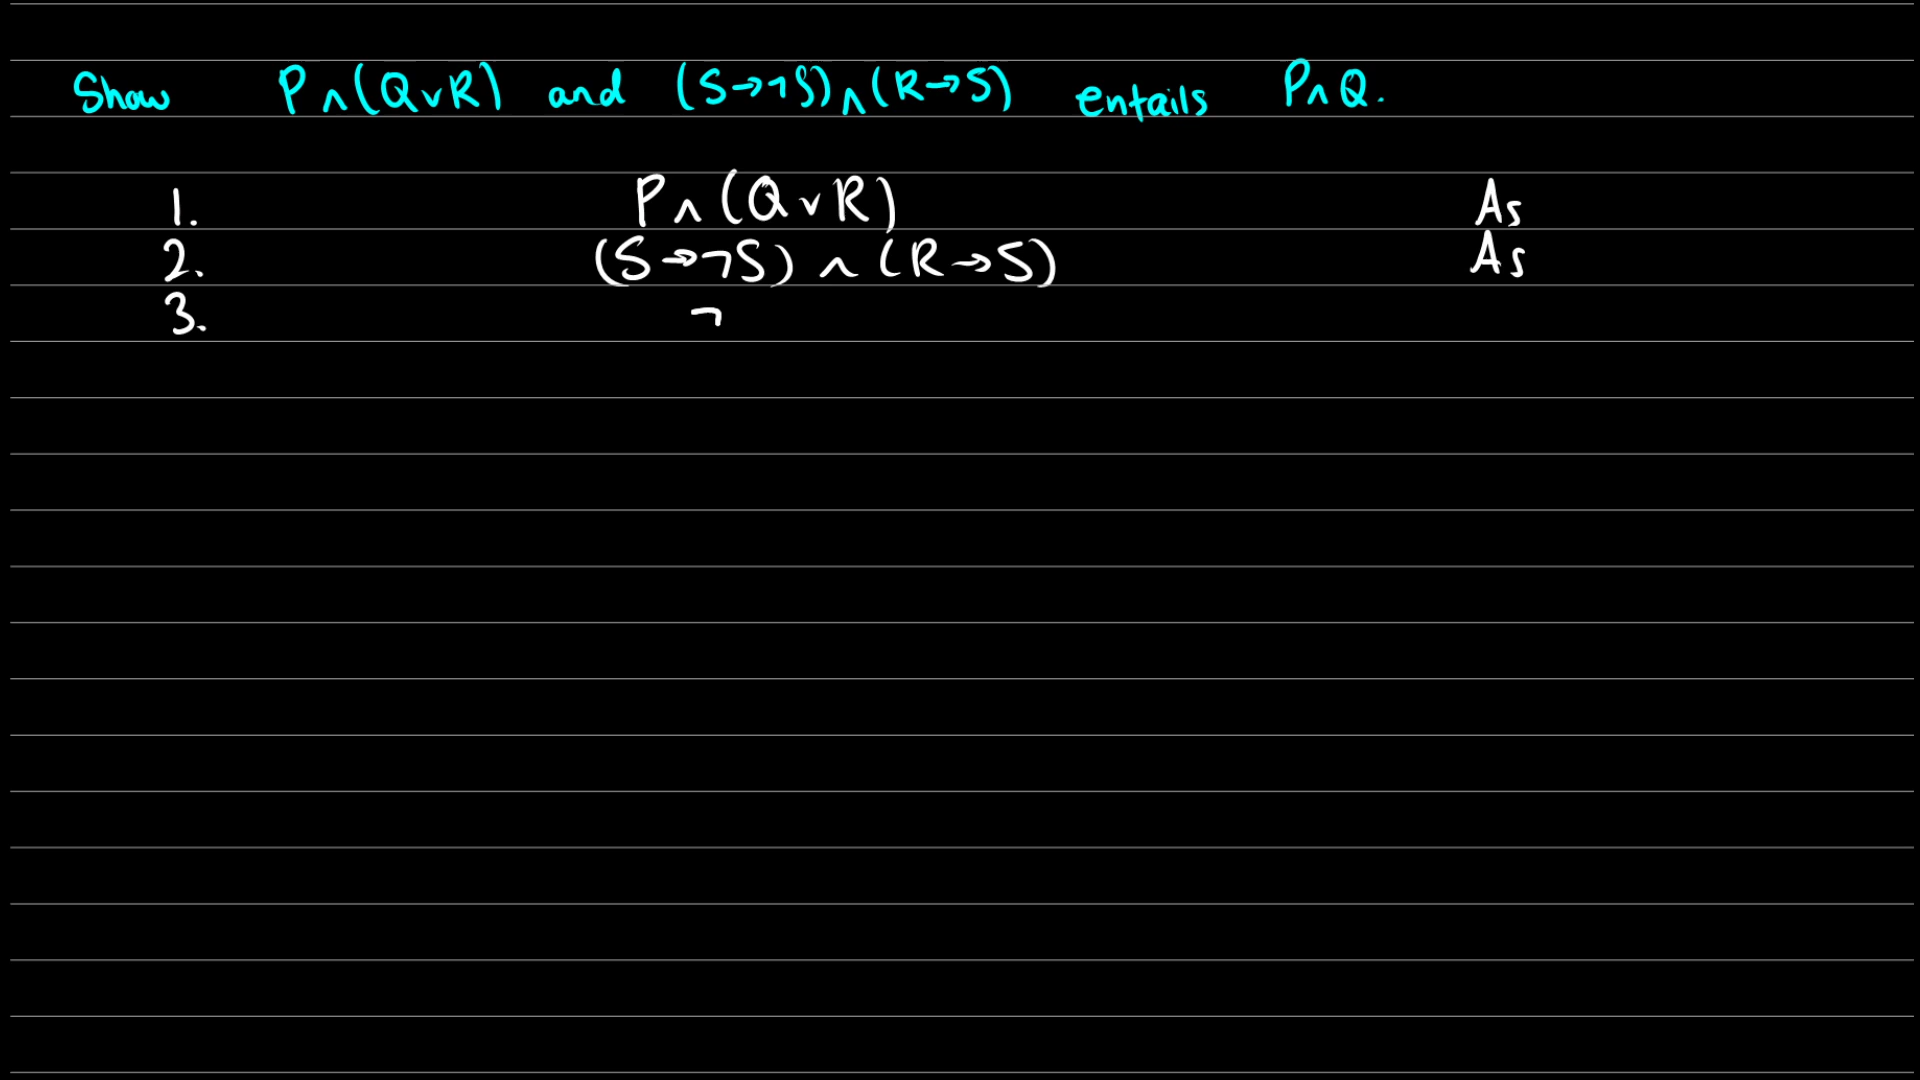 Show P∧(Q∨R) and (S→¬S)∧(R→S) entails P∧Q.
1. P∧(Q∨R) As
2. (S→¬S)∧(R→S) As
3. ¬